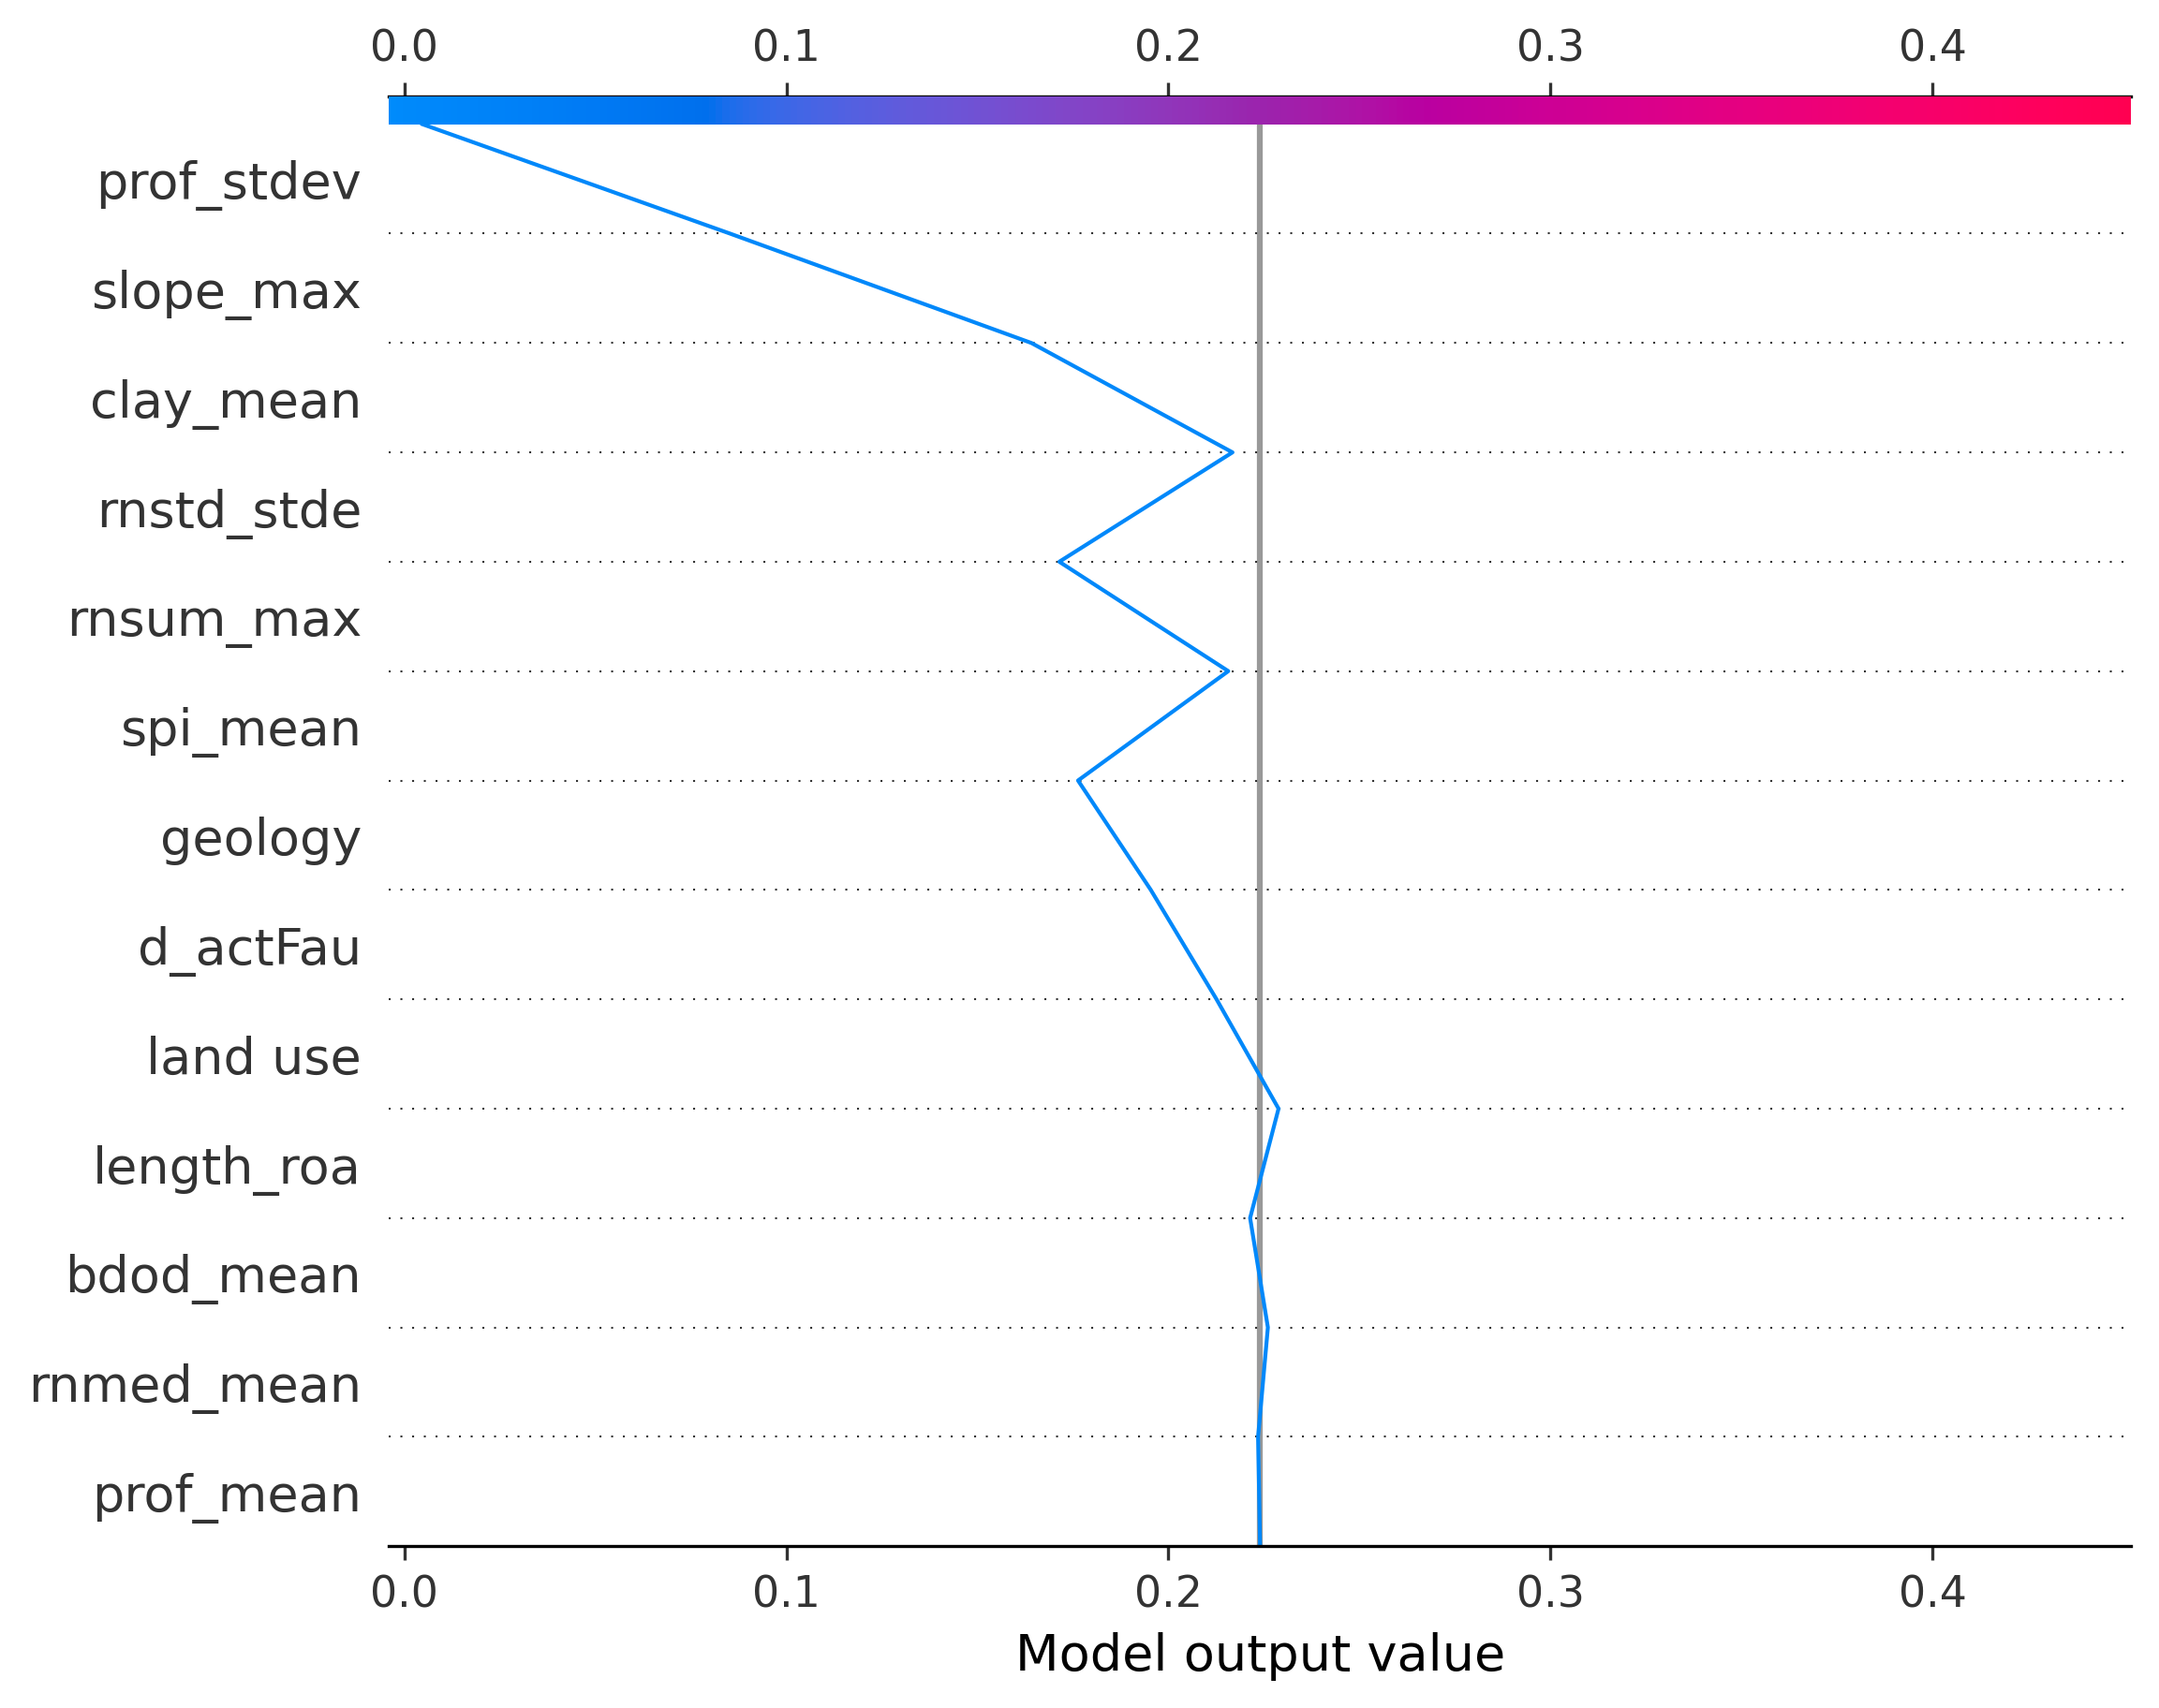 0.0 0.1 0.2 0.3 0.4
prof_stdev
slope_max
clay_mean
rnstd_stde
rnsum_max
spi_mean
geology
d_actFau
land use
length_roa
bdod_mean
rnmed_mean
prof_mean
0.0 0.1 0.2 0.3 0.4
Model output value